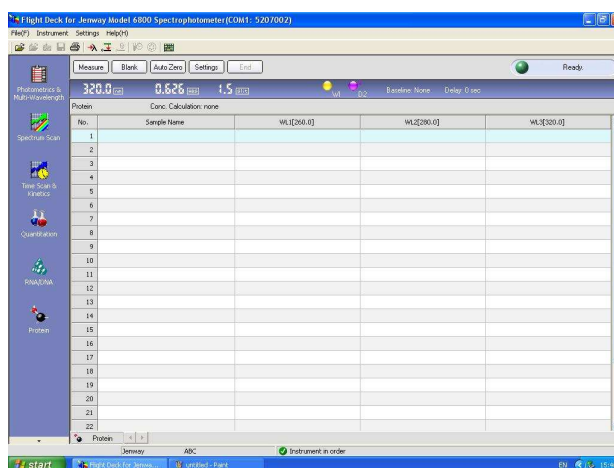 Flight Deck for Jenway Model 6800 Spectrophotometer(COM1: 5207002)
File(F) Instrument Settings Help(H)
Measure Blank Auto Zero Settings End Ready.
320.0 nm 0.626 ABS 1.5 WI D2 Baseline: None Delay: 0 sec
Photometrics & Multi-Wavelength
Spectrum Scan
Time Scan & Kinetics
Quantitation
RNA/DNA
Protein
Protein Conc. Calculation: none
No. Sample Name WL1[260.0] WL2[280.0] WL3[320.0]
1
2
3
4
5
6
7
8
9
10
11
12
13
14
15
16
17
18
19
20
21
22
Protein
Jenway ABC Instrument in order
start Flight Deck for Jenwa... untitled - Paint EN